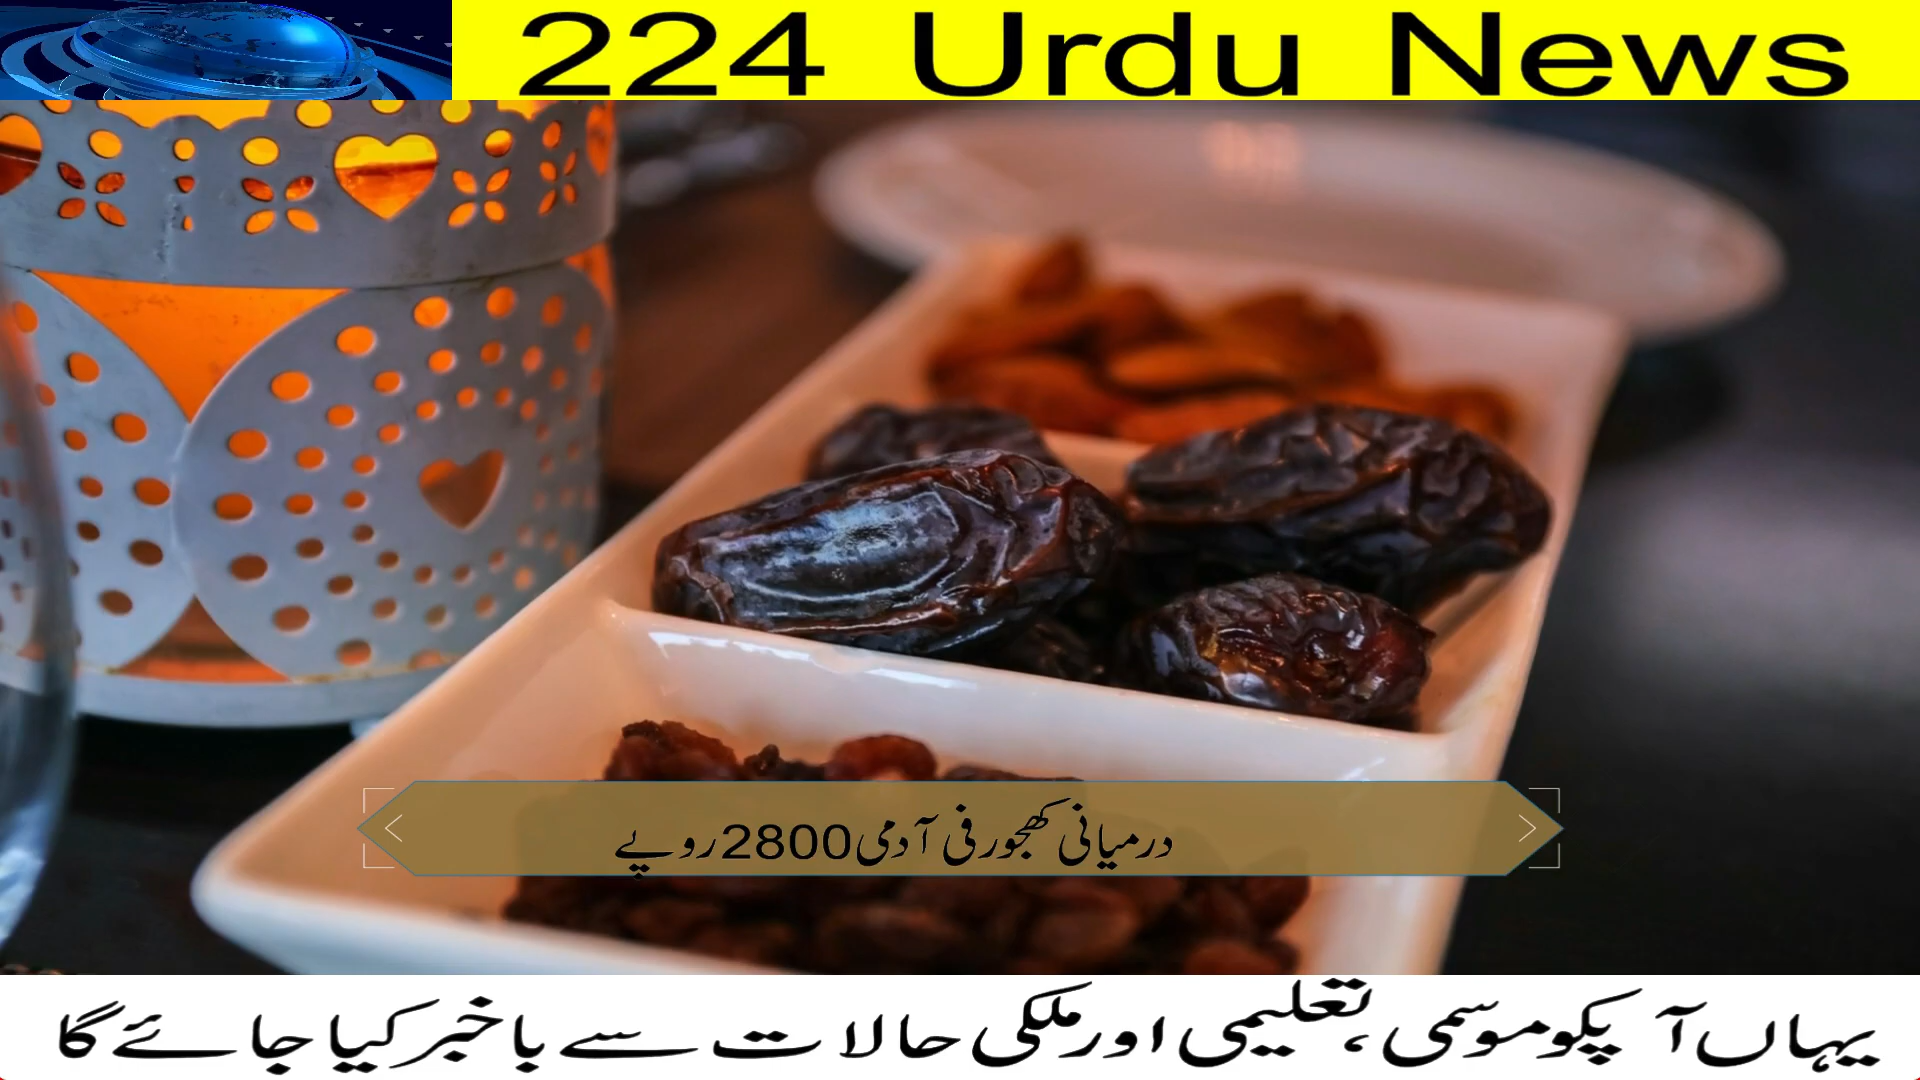 224 Urdu News
درمیانی کھجور فی آدمی 2800 روپے
یہاں آپکو موسمی ،تعلیمی اور ملکی حالات سے باخبر کیا جائے گا